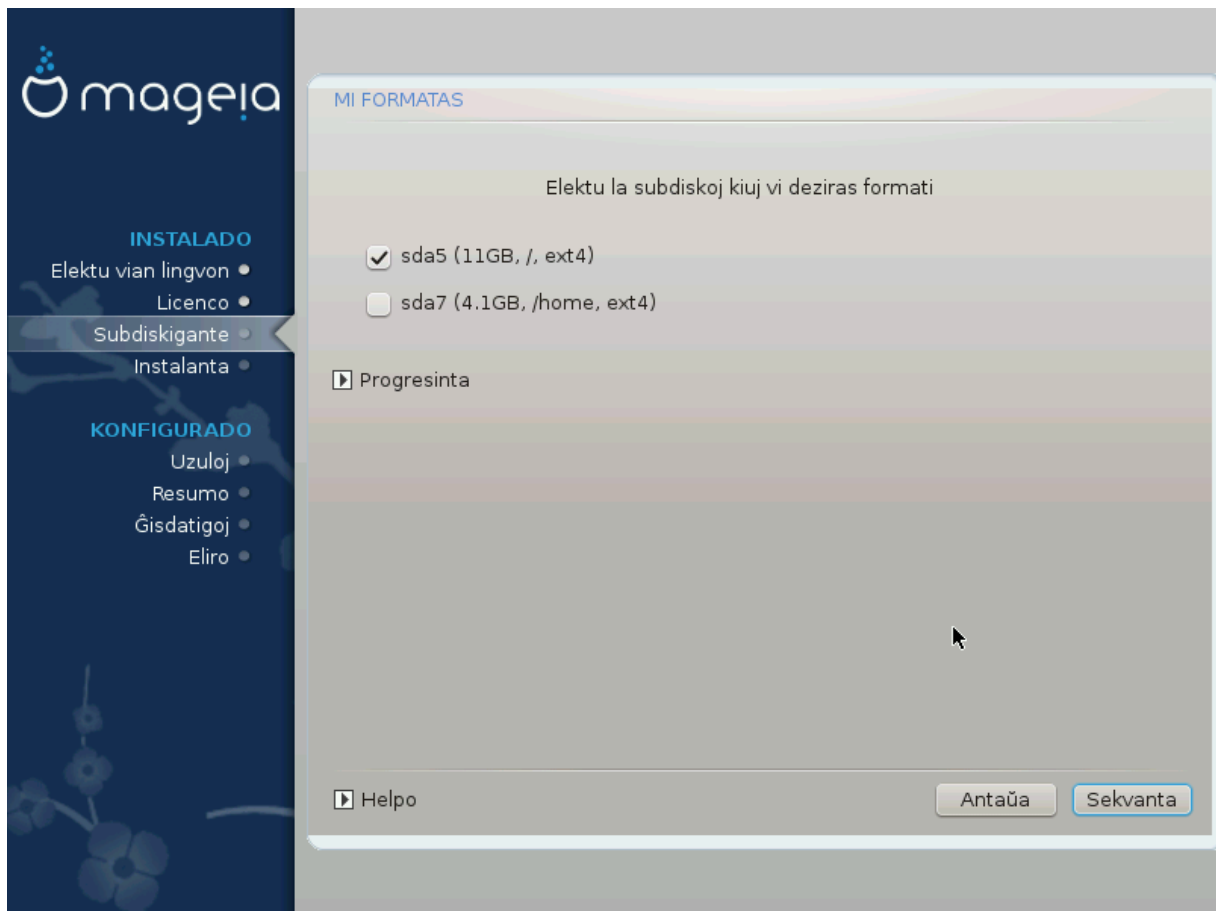 mageia
INSTALADO
Elektu vian lingvon
Licenco
Subdiskigante
Instalanta
KONFIGURADO
Uzuloj
Resumo
Ĝisdatigoj
Eliro
MI FORMATAS
Elektu la subdiskoj kiuj vi deziras formati
sda5 (11GB, /, ext4)
sda7 (4.1GB, /home, ext4)
Progresinta
Helpo
Antaŭa
Sekvanta